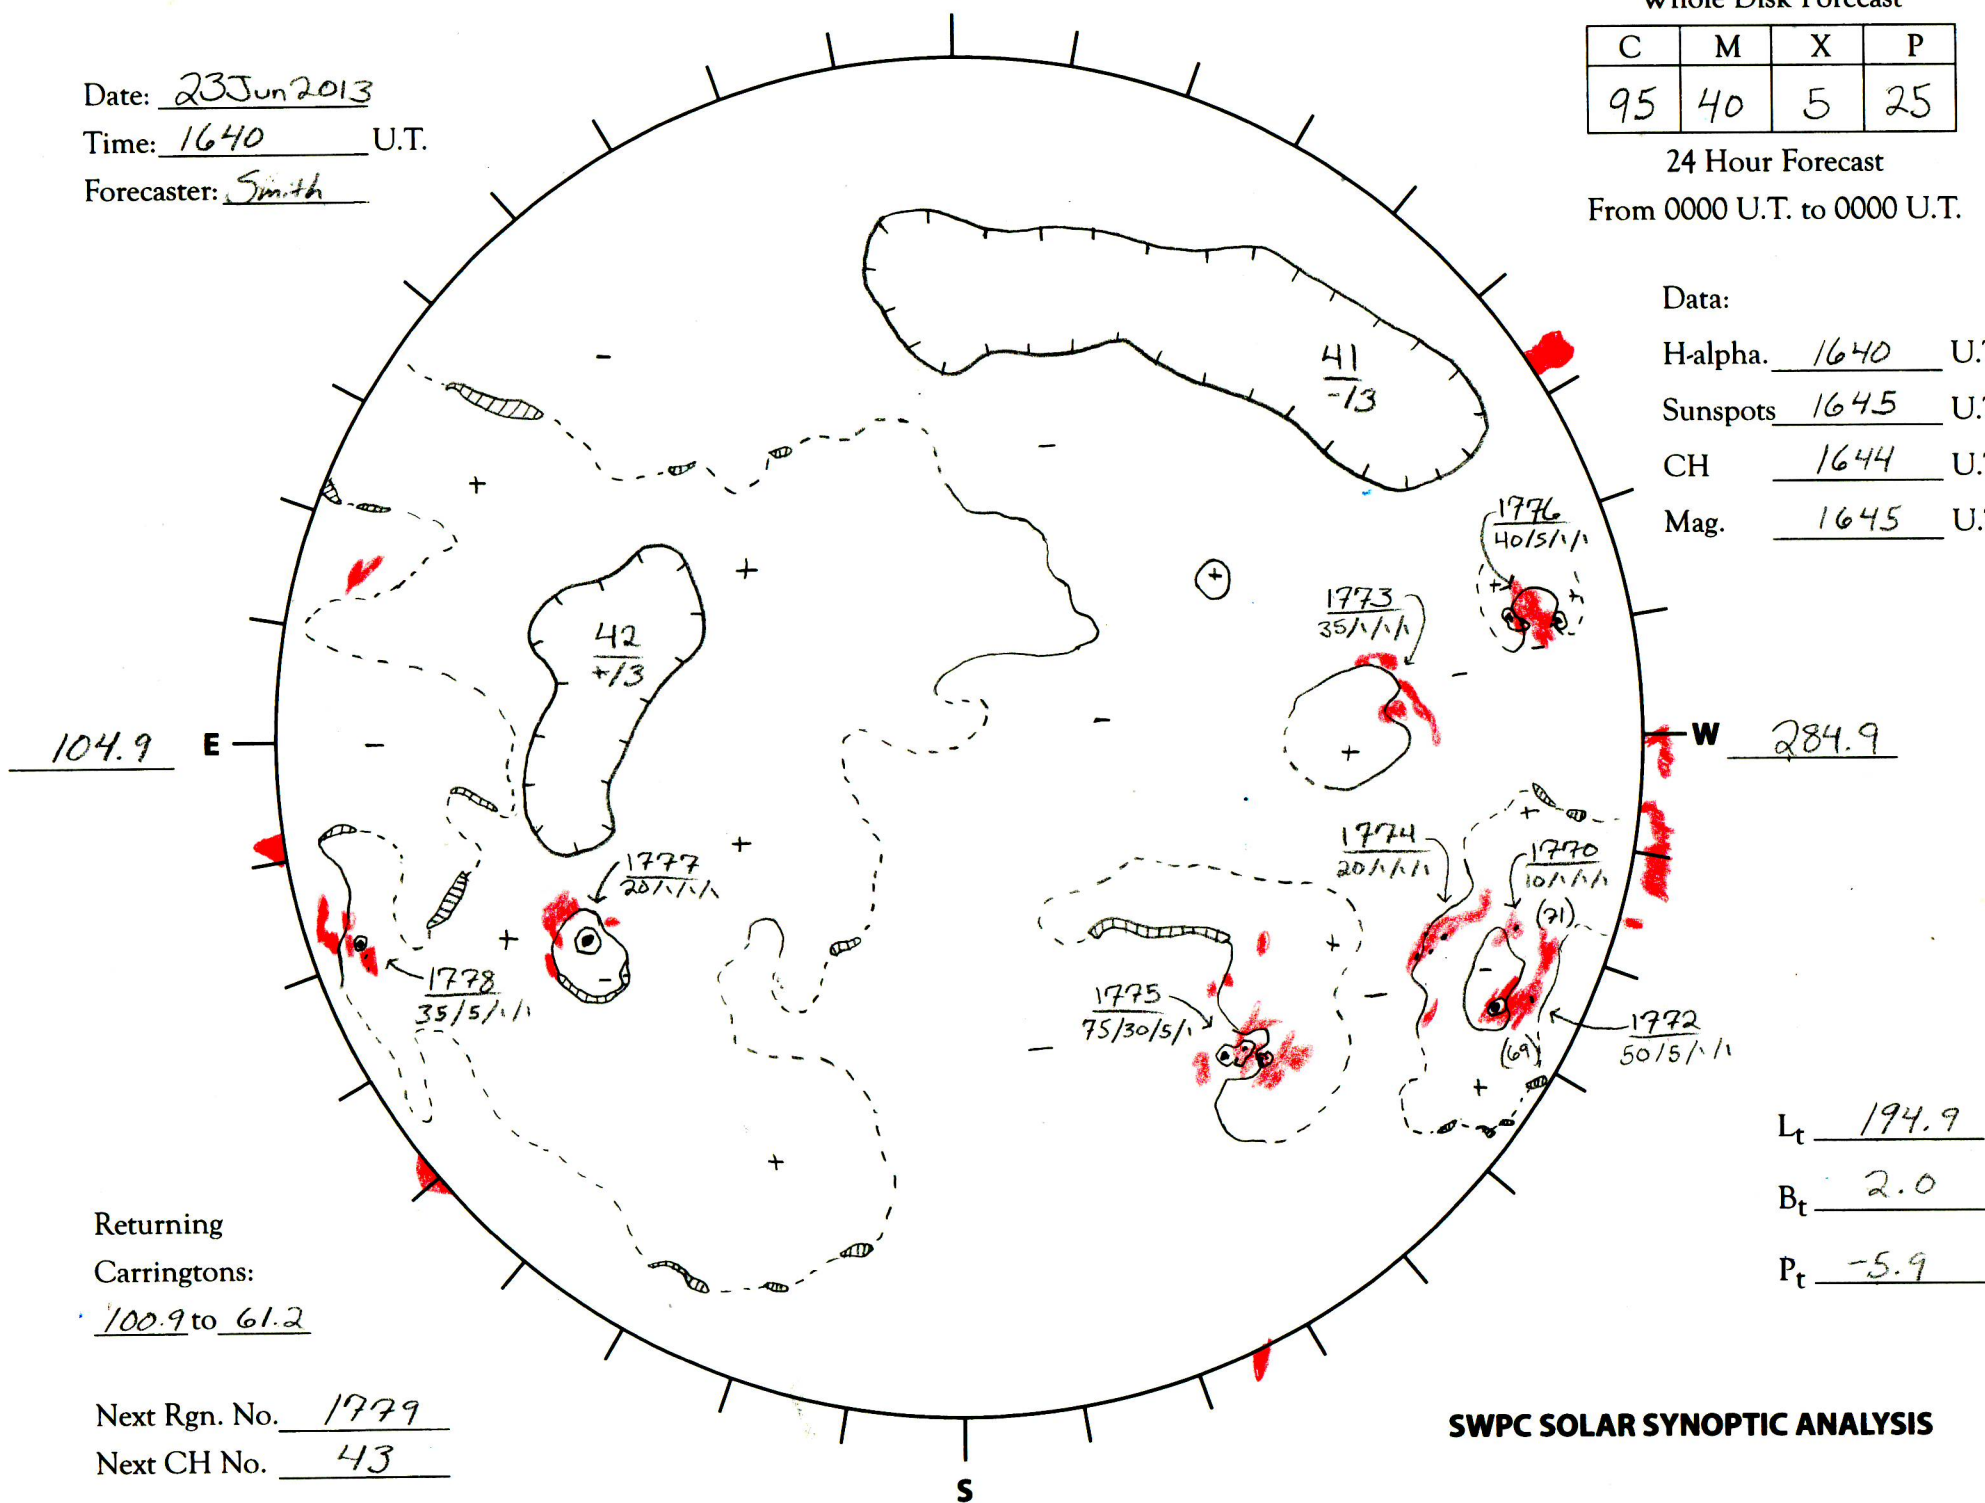 Whole Disk Forecast
C M X P
95 40 5 25
24 Hour Forecast
From 0000 U.T. to 0000 U.T.
Date: 23Jun2013
Time: 1640 U.T.
Forecaster: Smith
Data:
H-alpha. 1640 U.T
Sunspots 1645 U.T
CH 1644 U.T
Mag. 1645 U.T
41
-/3
1776
40/5/1/1
1773
35/1/1/1
42
+/3
104.9 E
W 284.9
1777
20/1/1/1
1774
20/1/1/1
1770
10/1/1/1
(71)
1778
35/5/1/1
1775
75/30/5/1
1772
50/5/1/1
(69)
Lt 194.9
Bt 2.0
Pt -5.9
Returning
Carringtons:
100.9 to 61.2
Next Rgn. No. 1779
Next CH No. 43
SWPC SOLAR SYNOPTIC ANALYSIS
S